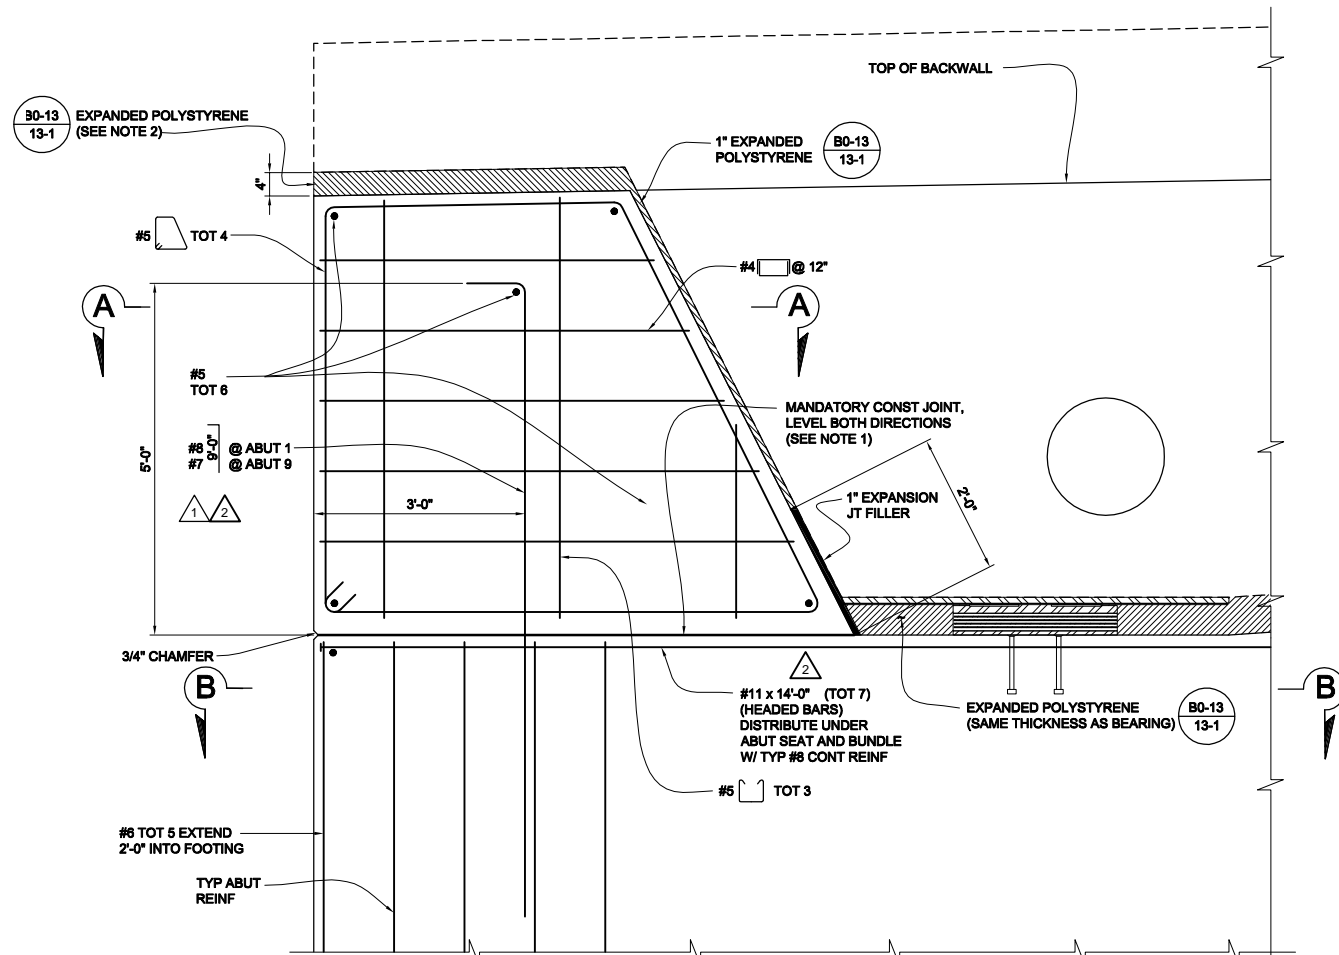 TOP OF BACKWALL
B0-13
13-1
EXPANDED POLYSTYRENE
(SEE NOTE 2)
1" EXPANDED
POLYSTYRENE
B0-13
13-1
4"
#5 TOT 4
#4 @ 12"
A
A
#5
TOT 6
MANDATORY CONST JOINT,
LEVEL BOTH DIRECTIONS
(SEE NOTE 1)
5'-0"
#8 @ ABUT 1
9'-0"
#7 @ ABUT 9
1
2
3'-0"
1" EXPANSION
JT FILLER
2'-0"
3/4" CHAMFER
B
2
B
#11 x 14'-0" (TOT 7)
(HEADED BARS)
DISTRIBUTE UNDER
ABUT SEAT AND BUNDLE
W/ TYP #8 CONT REINF
EXPANDED POLYSTYRENE
(SAME THICKNESS AS BEARING)
B0-13
13-1
#5 TOT 3
#6 TOT 5 EXTEND
2'-0" INTO FOOTING
TYP ABUT
REINF